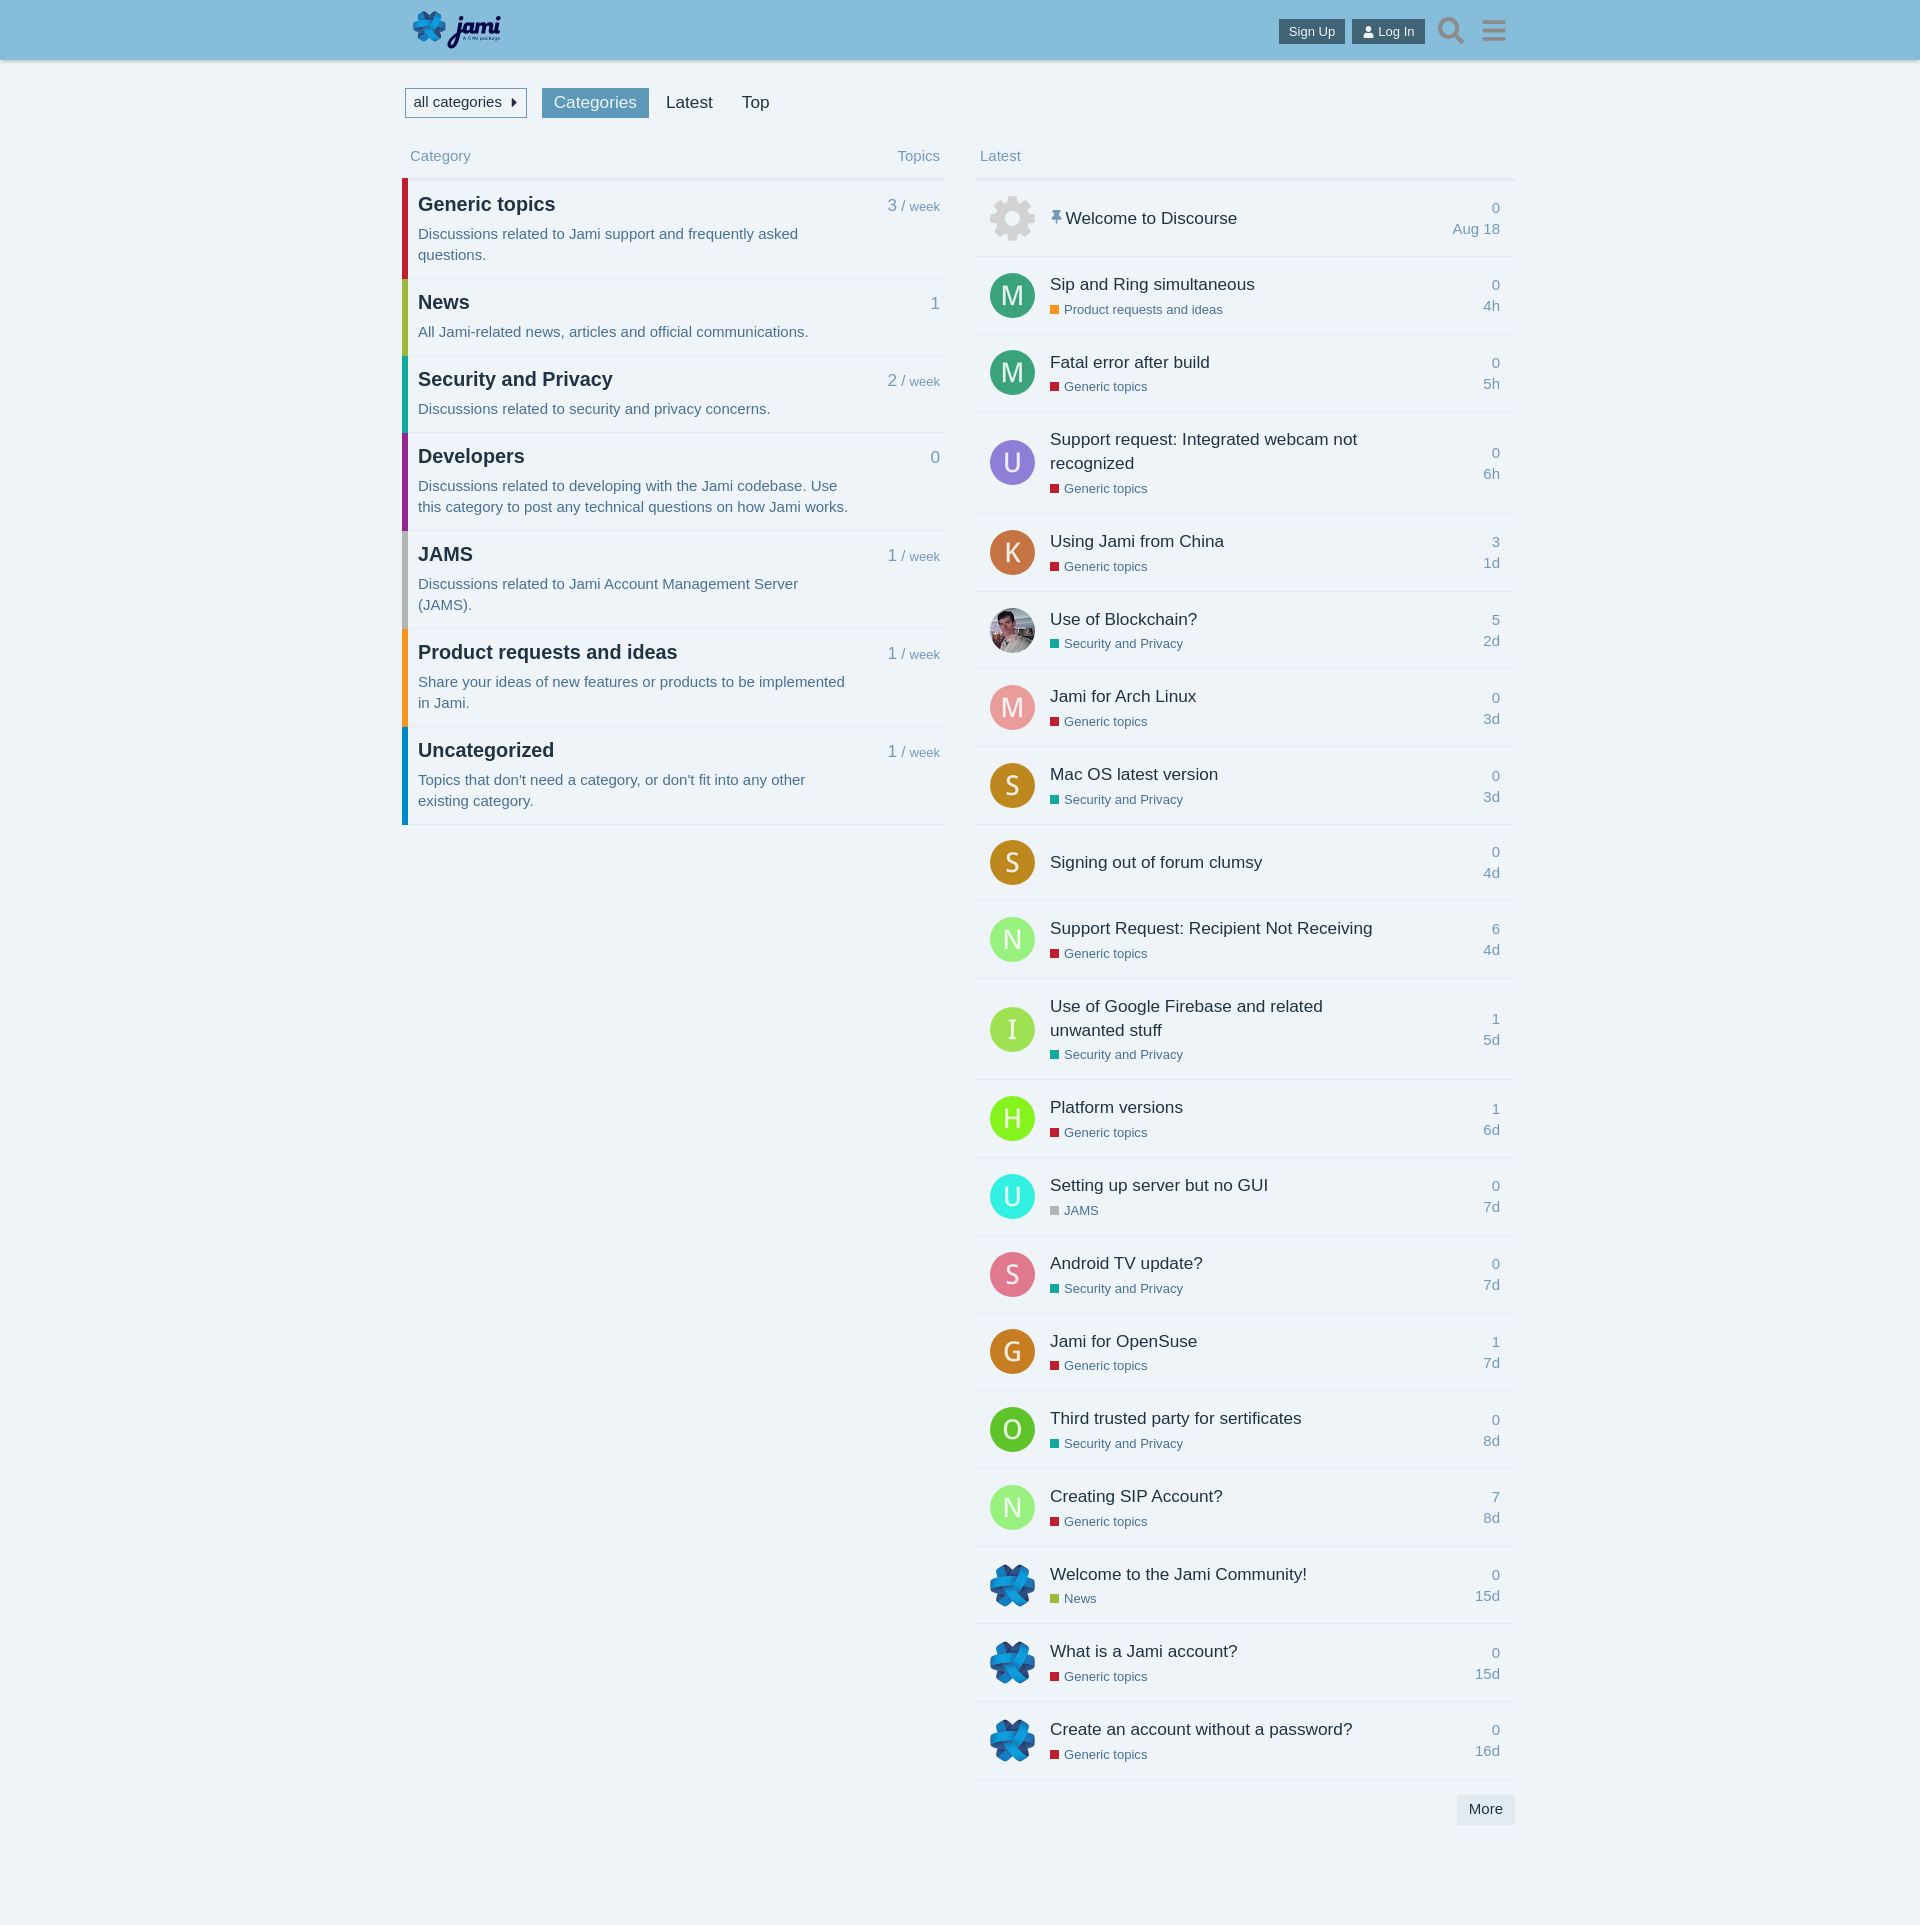 jami
A GNU package
Sign Up
Log In
all categories
Categories
Latest
Top
Category
Topics
Generic topics
3 / week
Discussions related to Jami support and frequently asked
questions.
News
1
All Jami-related news, articles and official communications.
Security and Privacy
2 / week
Discussions related to security and privacy concerns.
Developers
0
Discussions related to developing with the Jami codebase. Use
this category to post any technical questions on how Jami works.
JAMS
1 / week
Discussions related to Jami Account Management Server
(JAMS).
Product requests and ideas
1 / week
Share your ideas of new features or products to be implemented
in Jami.
Uncategorized
1 / week
Topics that don't need a category, or don't fit into any other
existing category.
Latest
Welcome to Discourse
0
Aug 18
M
Sip and Ring simultaneous
Product requests and ideas
0
4h
M
Fatal error after build
Generic topics
0
5h
U
Support request: Integrated webcam not
recognized
Generic topics
0
6h
K
Using Jami from China
Generic topics
3
1d
Use of Blockchain?
Security and Privacy
5
2d
M
Jami for Arch Linux
Generic topics
0
3d
S
Mac OS latest version
Security and Privacy
0
3d
S
Signing out of forum clumsy
0
4d
N
Support Request: Recipient Not Receiving
Generic topics
6
4d
I
Use of Google Firebase and related
unwanted stuff
Security and Privacy
1
5d
H
Platform versions
Generic topics
1
6d
U
Setting up server but no GUI
JAMS
0
7d
S
Android TV update?
Security and Privacy
0
7d
G
Jami for OpenSuse
Generic topics
1
7d
O
Third trusted party for sertificates
Security and Privacy
0
8d
N
Creating SIP Account?
Generic topics
7
8d
Welcome to the Jami Community!
News
0
15d
What is a Jami account?
Generic topics
0
15d
Create an account without a password?
Generic topics
0
16d
More